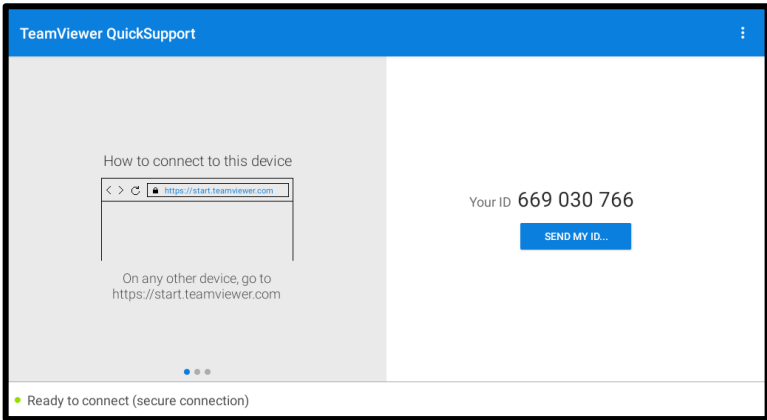 TeamViewer QuickSupport
How to connect to this device
https://start.teamviewer.com
On any other device, go to
https://start.teamviewer.com
Your ID 669 030 766
SEND MY ID...
Ready to connect (secure connection)